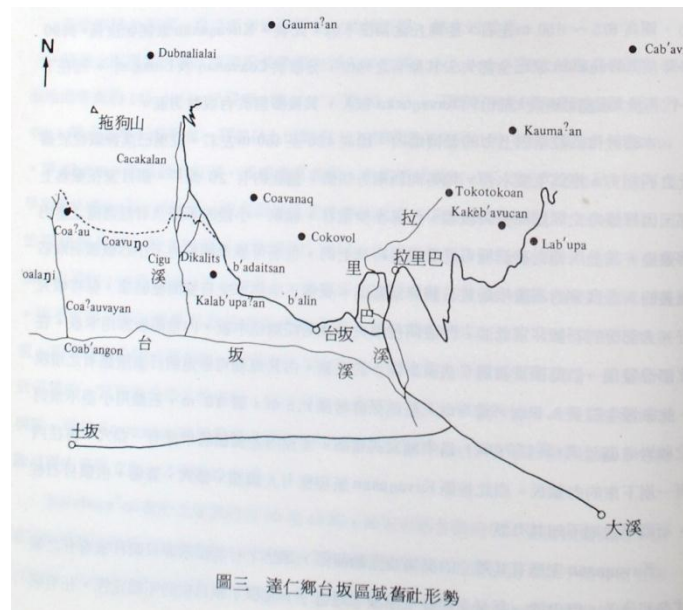 Gauma?an
Dubnalialai
Cab'av
N
拖狗山
Kauma?an
Cacakalan
Tokotokoan
Coavanaq
拉
Kakeb'avucan
Coa?au
Coavuno
Cokovol
Lab'upa
Cigu
Dikalits
b'adaitsan
里
拉里巴
溪
Kalab'upa?an
b'alin
巴
Coa?auvayan
台坂
溪
Coab'angon
台
坂
溪
土坂
大溪
圖三 達仁鄉台坂區域舊社形勢